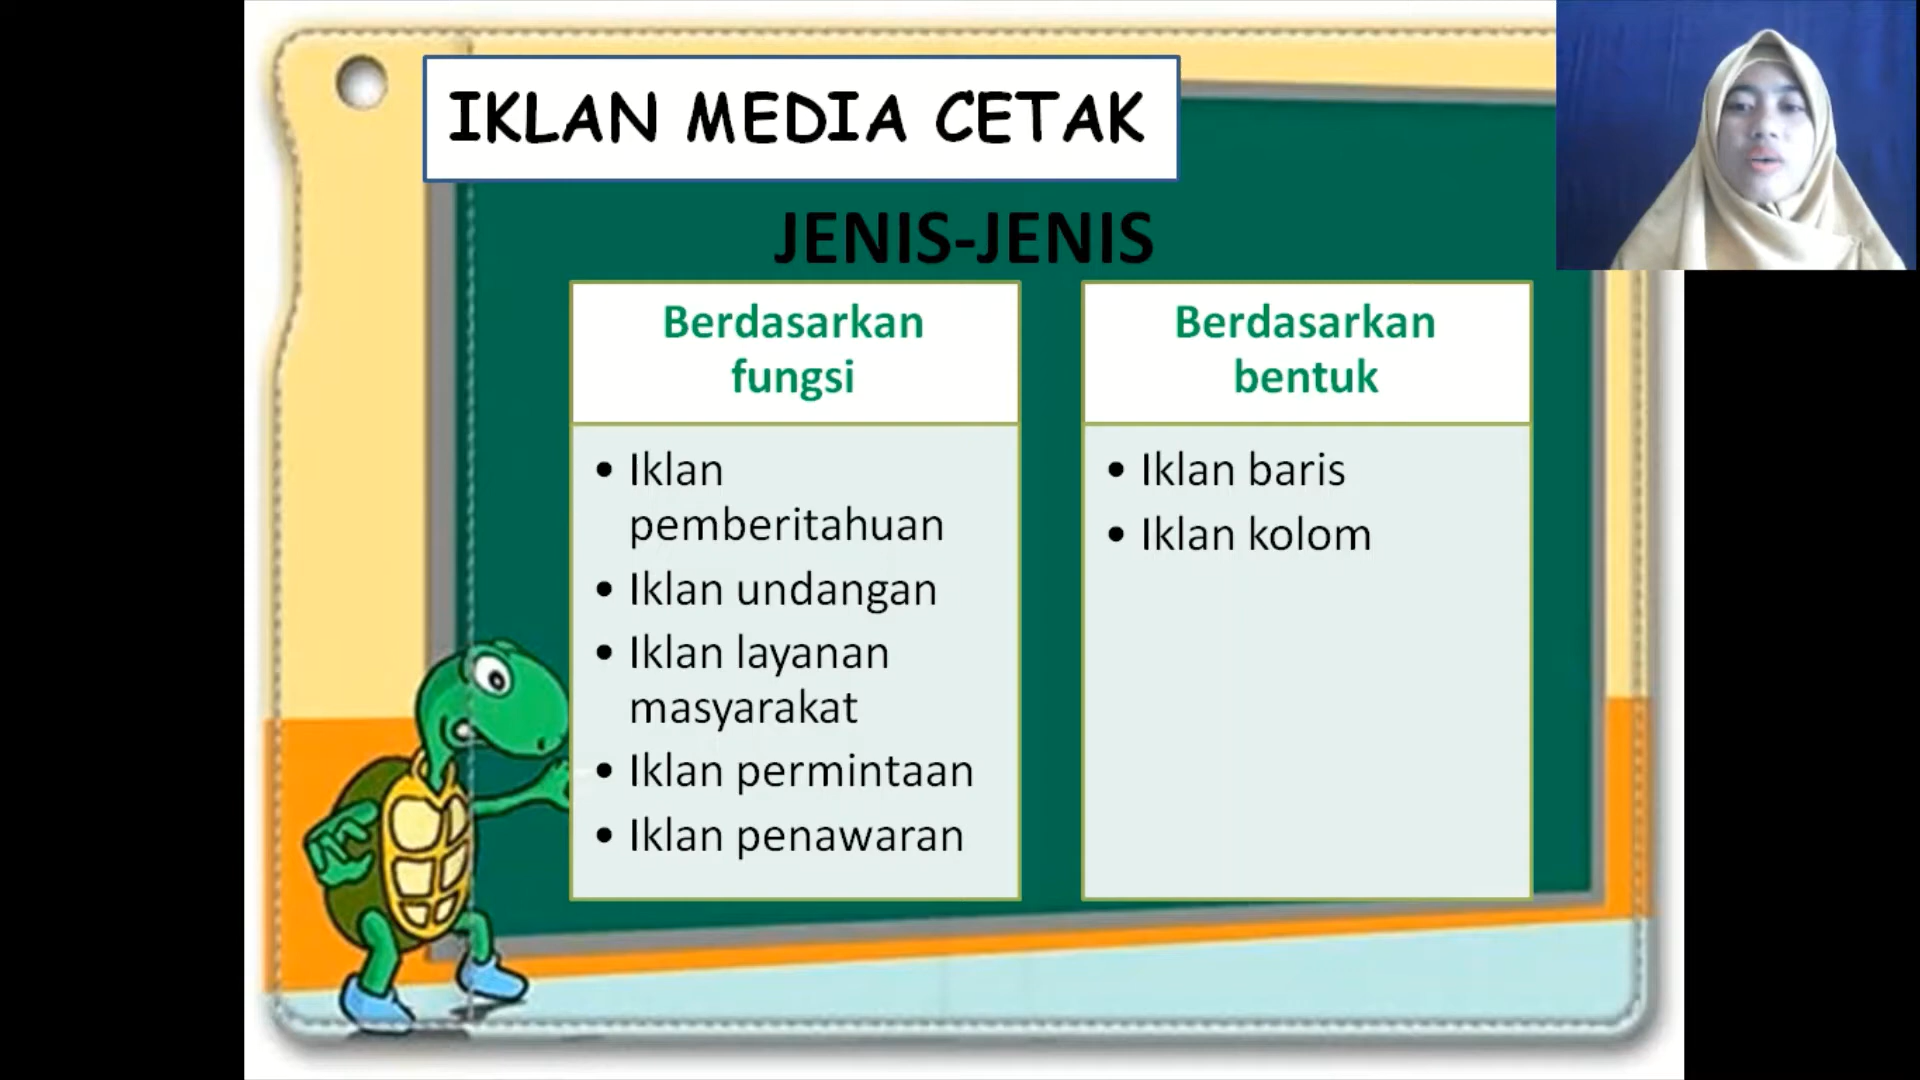 IKLAN MEDIA CETAK
JENIS-JENIS
Berdasarkan
fungsi
• Iklan
pemberitahuan
• Iklan undangan
• Iklan layanan
masyarakat
• Iklan permintaan
• Iklan penawaran
Berdasarkan
bentuk
• Iklan baris
• Iklan kolom